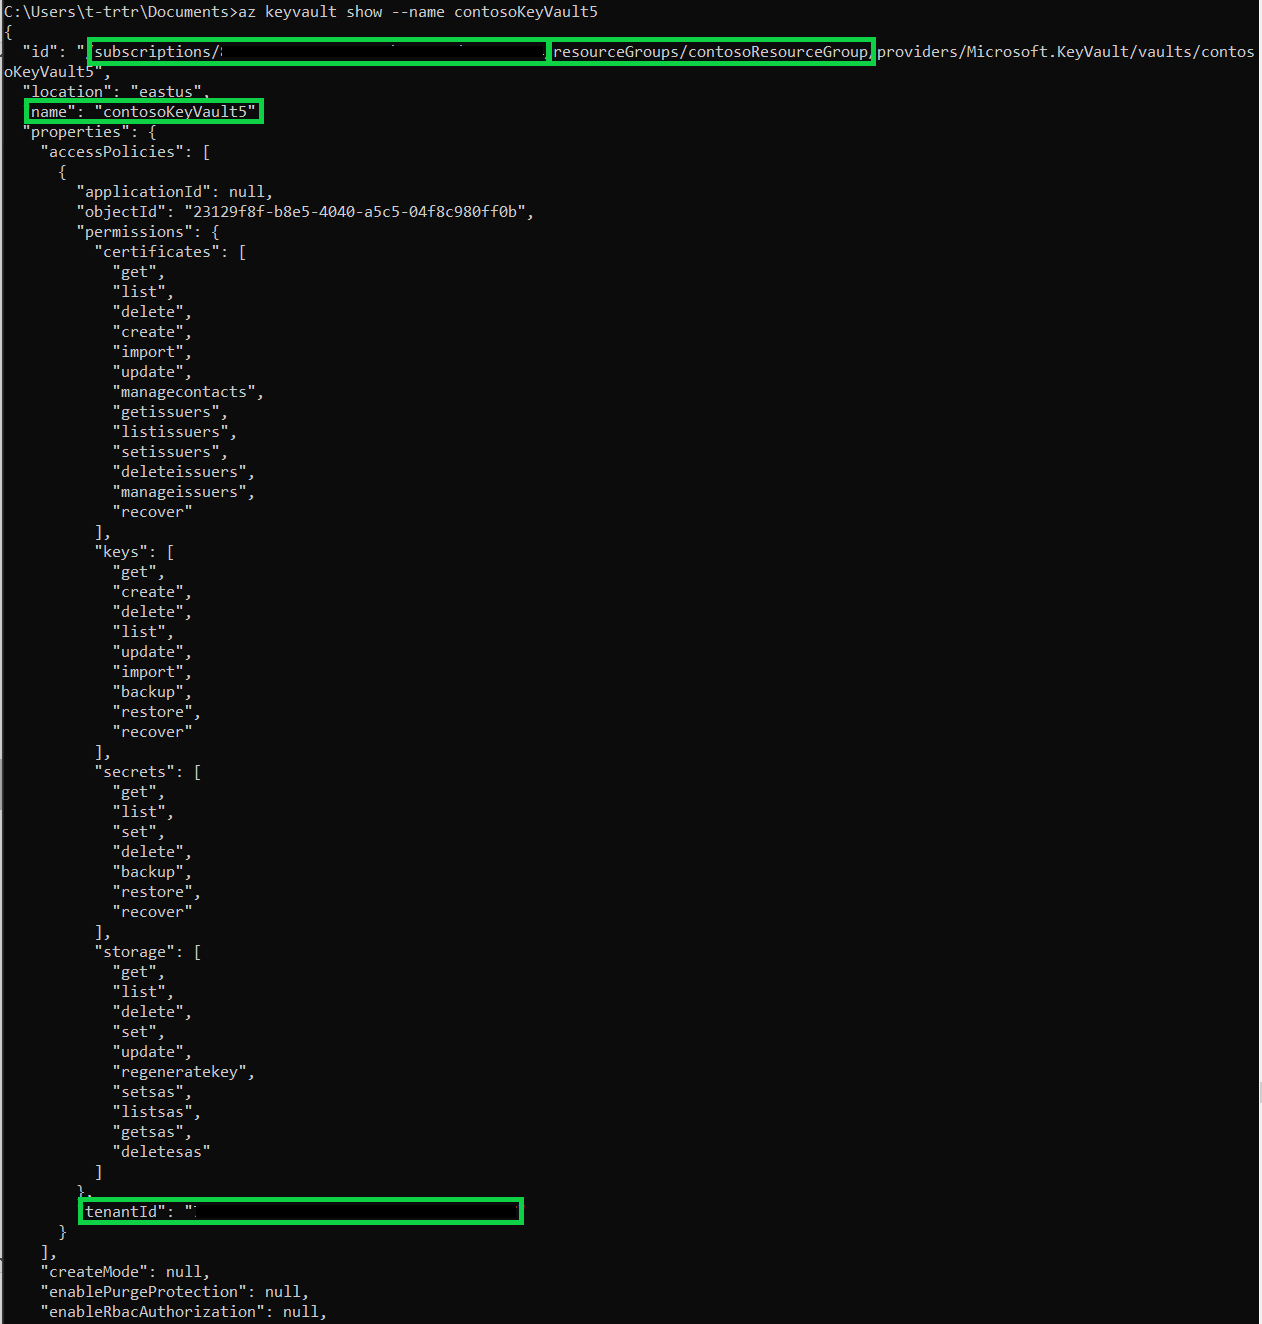 C:\Users\t-trtr\Documents>az keyvault show --name contosoKeyVault5
{
  "id": "/subscriptions/8 resourceGroups/contosoResourceGroup/providers/Microsoft.KeyVault/vaults/contos
oKeyVault5",
  "location": "eastus",
  name": "contosoKeyVault5"
  "properties": {
    "accessPolicies": [
      {
        "applicationId": null,
        "objectId": "23129f8f-b8e5-4040-a5c5-04f8c980ff0b",
        "permissions": {
          "certificates": [
            "get",
            "list",
            "delete",
            "create",
            "import",
            "update",
            "managecontacts",
            "getissuers",
            "listissuers",
            "setissuers",
            "deleteissuers",
            "manageissuers",
            "recover"
          ],
          "keys": [
            "get",
            "create",
            "delete",
            "list",
            "update",
            "import",
            "backup",
            "restore",
            "recover"
          ],
          "secrets": [
            "get",
            "list",
            "set",
            "delete",
            "backup",
            "restore",
            "recover"
          ],
          "storage": [
            "get",
            "list",
            "delete",
            "set",
            "update",
            "regeneratekey",
            "setsas",
            "listsas",
            "getsas",
            "deletesas"
          ]
        },
        tenantId": "
      }
    ],
    "createMode": null,
    "enablePurgeProtection": null,
    "enableRbacAuthorization": null,